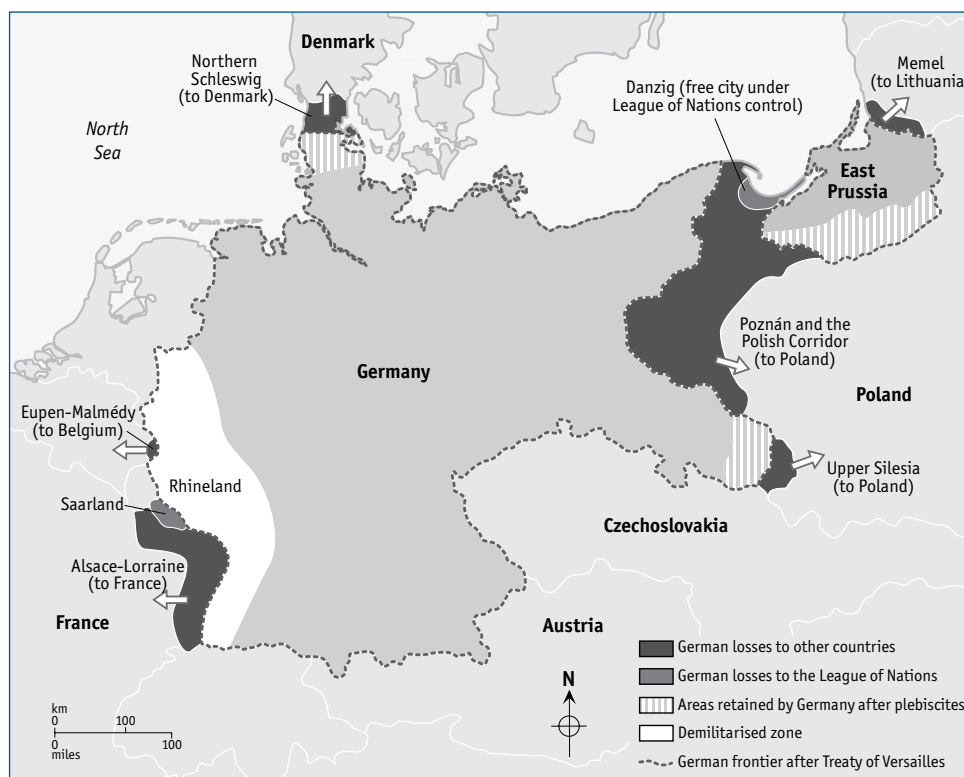 Denmark
Northern
Schleswig
(to Denmark)
North
Sea
Danzig (free city under
League of Nations control)
Memel
(to Lithuania)
East
Prussia
Germany
Poznán and the
Polish Corridor
(to Poland)
Poland
Eupen-Malmédy
(to Belgium)
Rhineland
Saarland
Upper Silesia
(to Poland)
Czechoslovakia
Alsace-Lorraine
(to France)
France
Austria
N
km
0 100
0 100
miles
German losses to other countries
German losses to the League of Nations
Areas retained by Germany after plebiscites
Demilitarised zone
German frontier after Treaty of Versailles